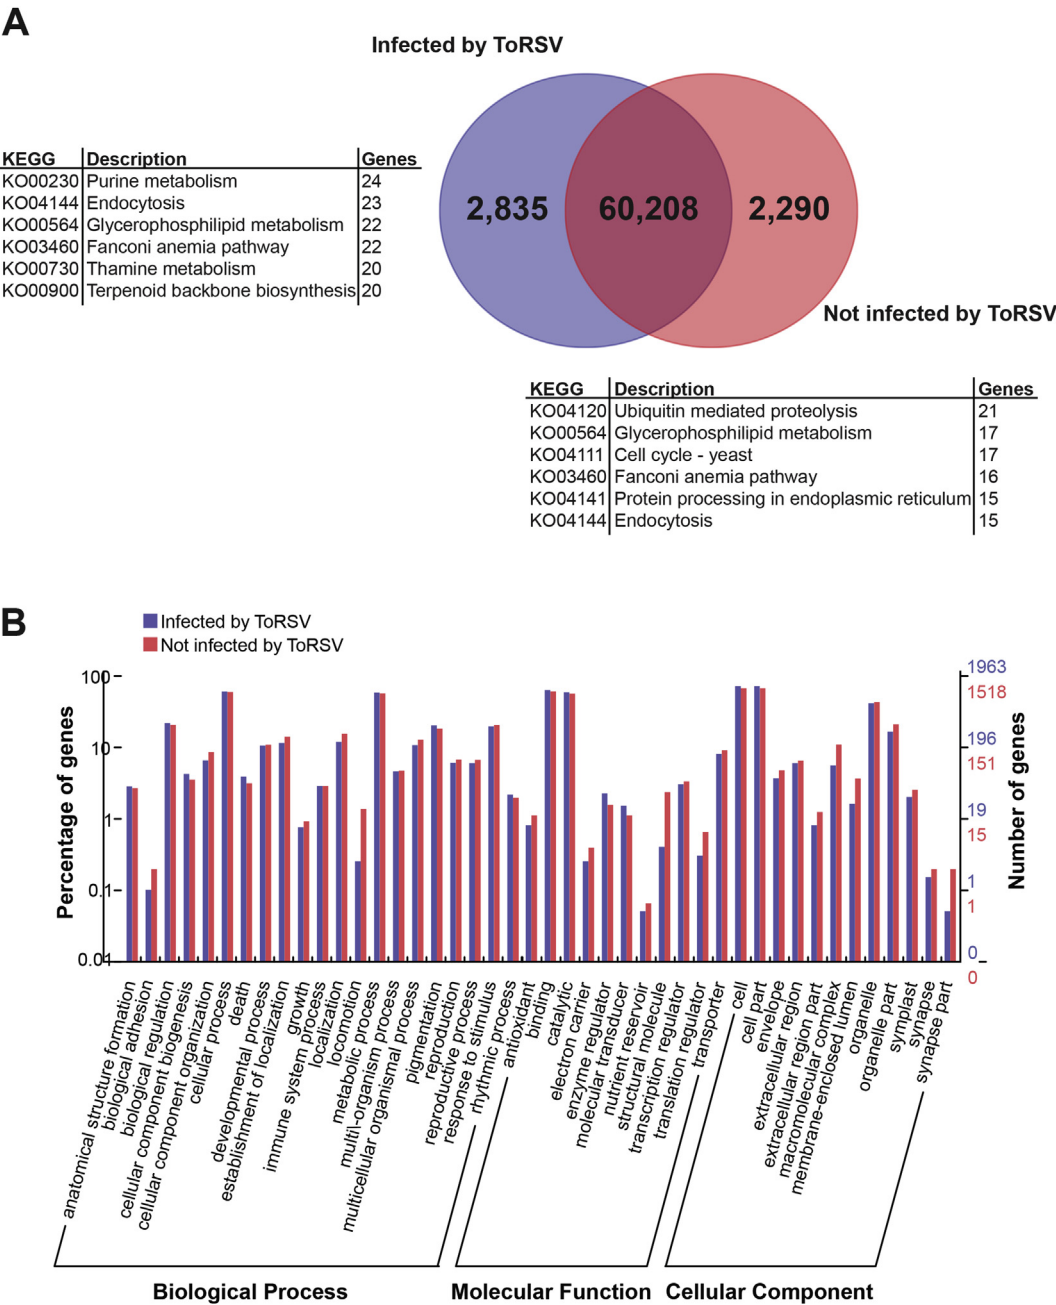 A
Infected by ToRSV
2,835
60,208
2,290
Not infected by ToRSV
KEGG Description Genes
KO00230 Purine metabolism 24
KO04144 Endocytosis 23
KO00564 Glycerophosphilipid metabolism 22
KO03460 Fanconi anemia pathway 22
KO00730 Thamine metabolism 20
KO00900 Terpenoid backbone biosynthesis 20
KEGG Description Genes
KO04120 Ubiquitin mediated proteolysis 21
KO00564 Glycerophosphilipid metabolism 17
KO04111 Cell cycle - yeast 17
KO03460 Fanconi anemia pathway 16
KO04141 Protein processing in endoplasmic reticulum 15
KO04144 Endocytosis 15
B
Infected by ToRSV
Not infected by ToRSV
Percentage of genes
100
10
1
0.1
0.01
1963
1518
196
151
19
15
1
1
0
0
Number of genes
anatomical structure formation
biological adhesion
biological regulation
cellular component biogenesis
cellular component organization
cellular process
death
developmental process
establishment of localization
growth
immune system process
localization
locomotion
metabolic process
multi\-organism process
multicellular organismal process
pigmentation
reproduction
reproductive process
response to stimulus
rhythmic process
antioxidant
binding
catalytic
electron carrier
enzyme regulator
molecular transducer
nutrient reservoir
structural molecule
transcription regulator
translation regulator
transporter
cell
cell part
envelope
extracellular region
extracellular region part
macromolecular complex
membrane-enclosed lumen
organelle
organelle part
symplast
synapse
synapse part
Biological Process
Molecular Function
Cellular Component